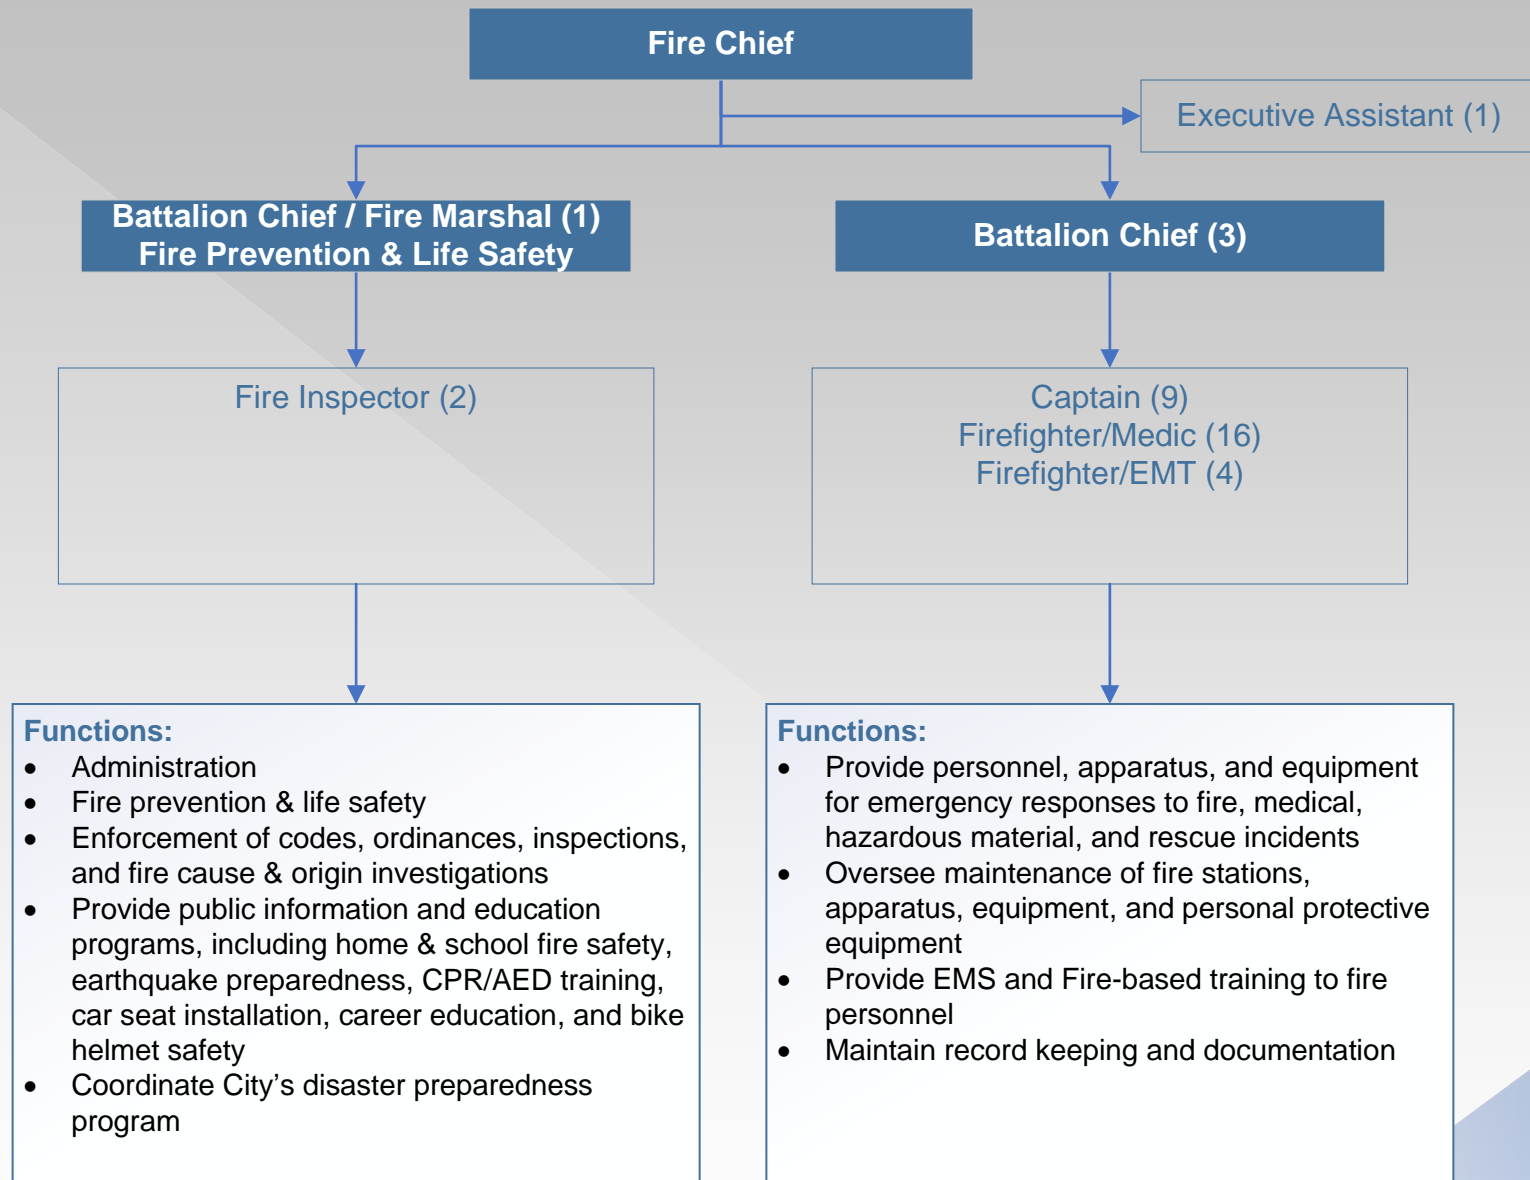 Fire Chief
Executive Assistant (1)
Battalion Chief / Fire Marshal (1)
Fire Prevention & Life Safety
Battalion Chief (3)
Fire Inspector (2)
Captain (9)
Firefighter/Medic (16)
Firefighter/EMT (4)
Functions:
• Administration
• Fire prevention & life safety
• Enforcement of codes, ordinances, inspections,
and fire cause & origin investigations
• Provide public information and education
programs, including home & school fire safety,
earthquake preparedness, CPR/AED training,
car seat installation, career education, and bike
helmet safety
• Coordinate City’s disaster preparedness
program
Functions:
• Provide personnel, apparatus, and equipment
for emergency responses to fire, medical,
hazardous material, and rescue incidents
• Oversee maintenance of fire stations,
apparatus, equipment, and personal protective
equipment
• Provide EMS and Fire-based training to fire
personnel
• Maintain record keeping and documentation